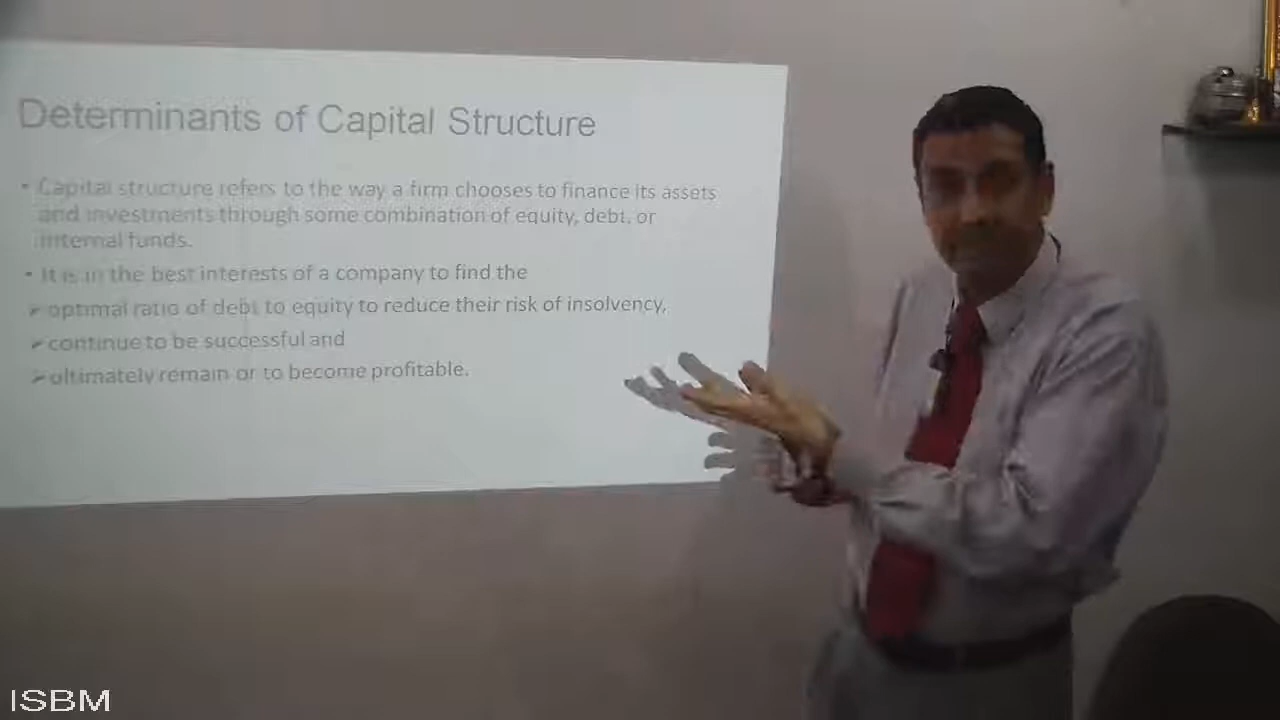 Determinants of Capital Structure
• Capital structure refers to the way a firm chooses to finance its assets
and investments through some combination of equity, debt, or
internal funds.
• It is in the best interests of a company to find the
➢ optimal ratio of debt to equity to reduce their risk of insolvency,
➢ continue to be successful and
➢ ultimately remain or to become profitable.
ISBM